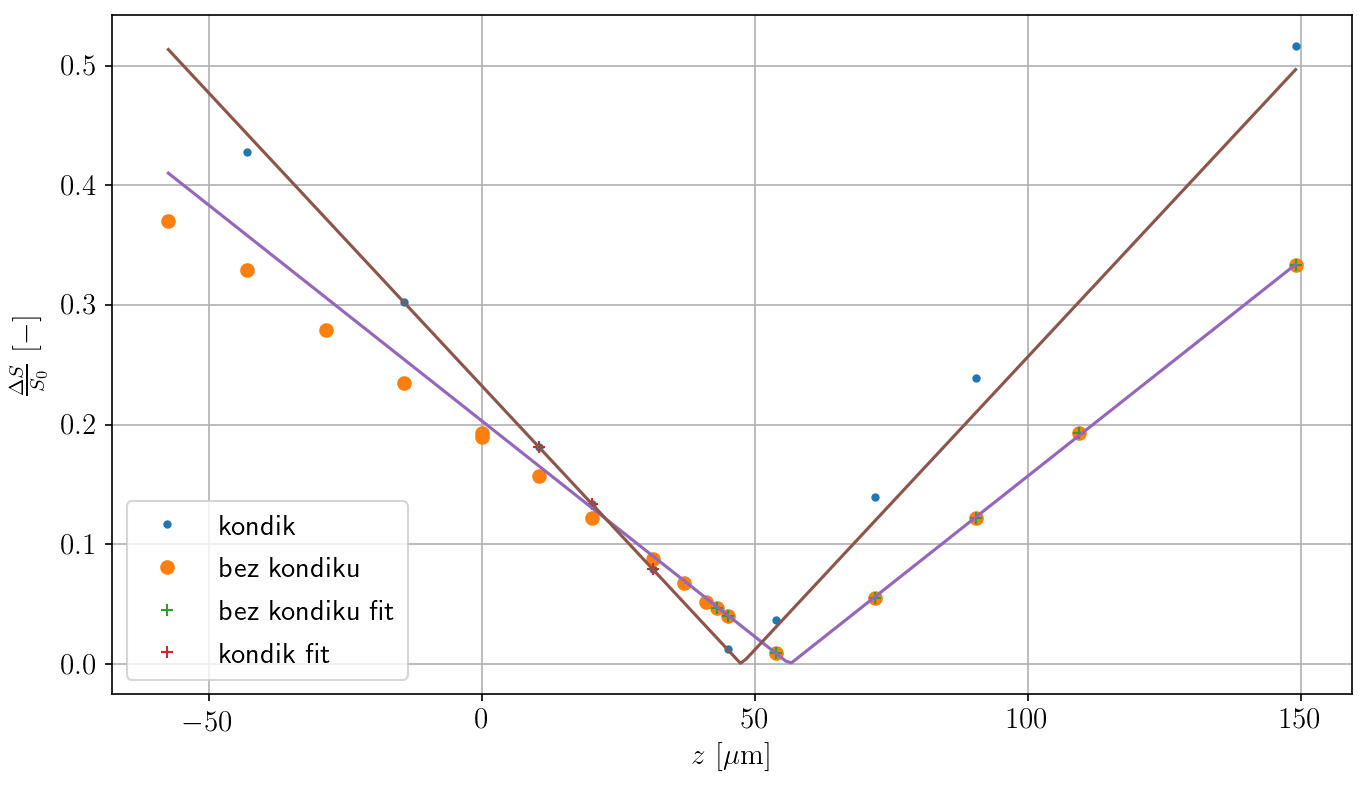 0.5
0.4
0.3
0.2
0.1
0.0
ΔS/S₀ [−]
kondik
bez kondiku
bez kondiku fit
kondik fit
−50 0 50 100 150
z [μm]